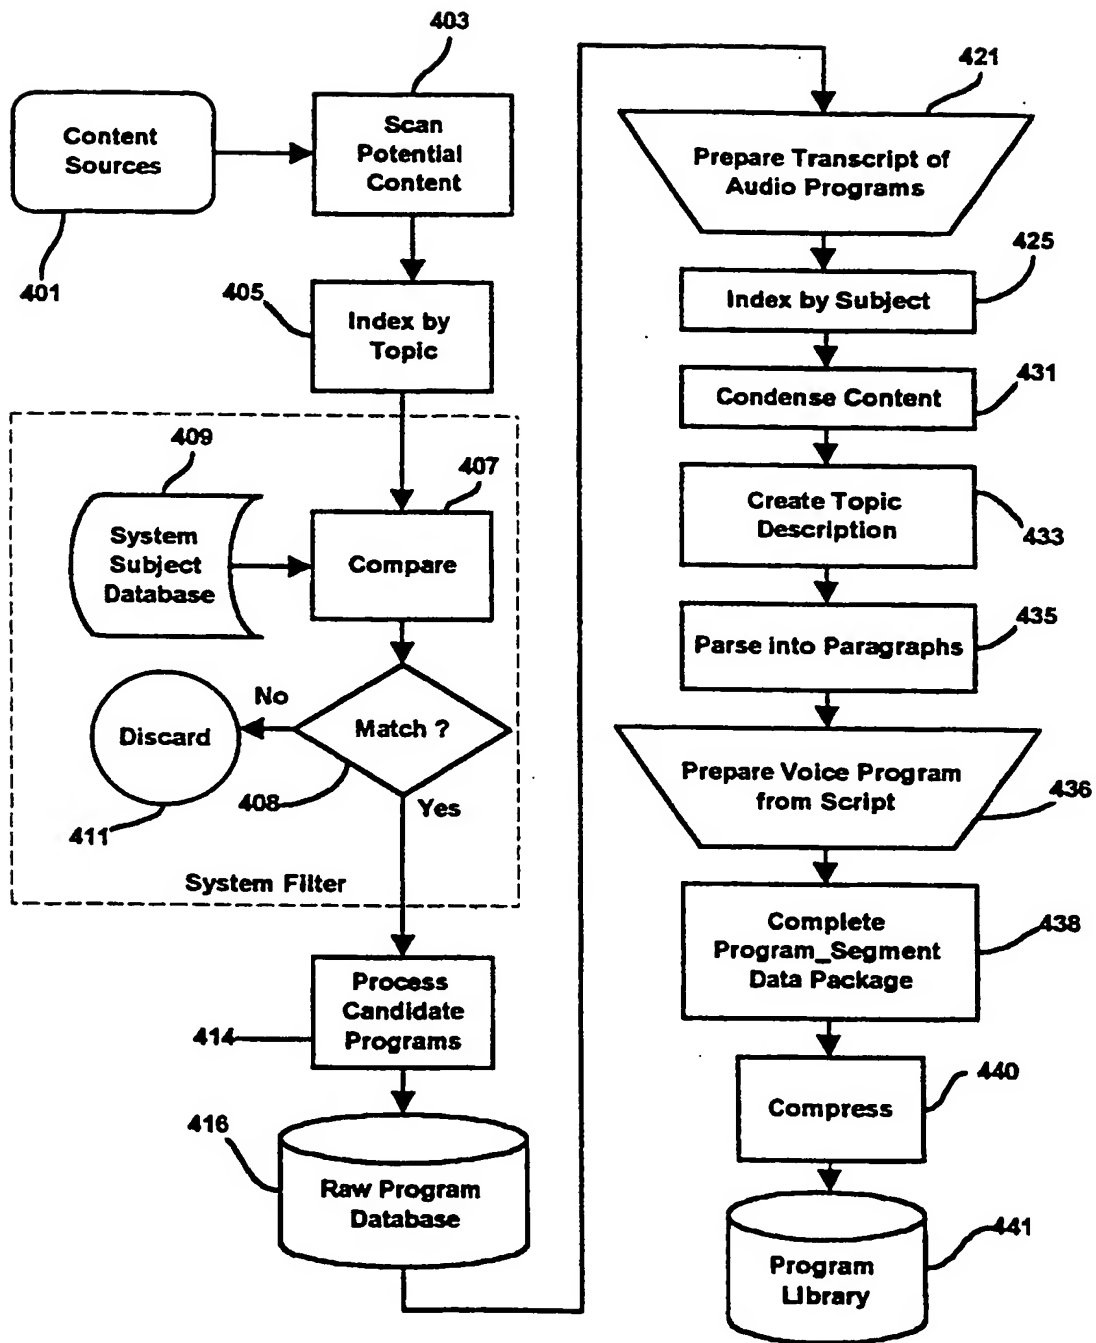 403
Content
Sources
Scan
Potential
Content
401
405
Index by
Topic
409
407
System
Subject
Database
Compare
No
Discard
Match ?
411
408
Yes
System Filter
Process
Candidate
Programs
414
416
Raw Program
Database
421
Prepare Transcript of
Audio Programs
425
Index by Subject
431
Condense Content
Create Topic
Description
433
435
Parse into Paragraphs
Prepare Voice Program
from Script
436
Complete
Program_Segment
Data Package
438
440
Compress
441
Program
Library